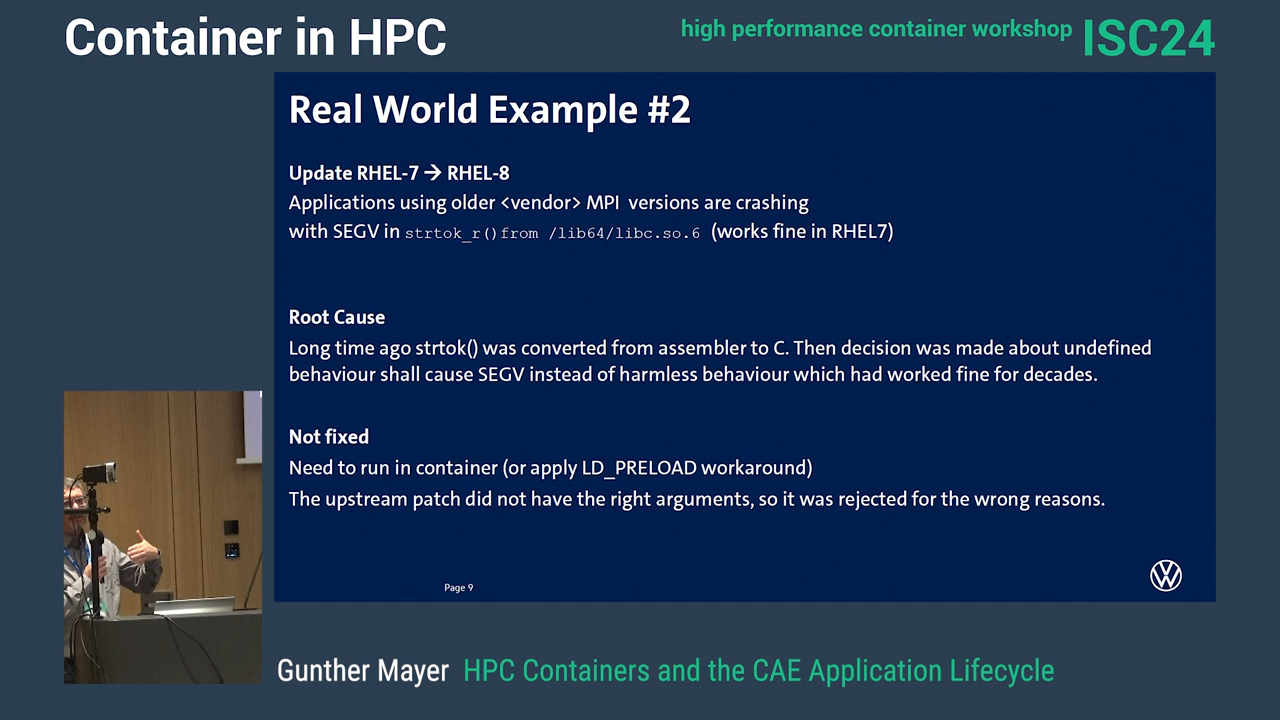 Container in HPC
high performance container workshop ISC24
Real World Example #2
Update RHEL-7 → RHEL-8
Applications using older <vendor> MPI versions are crashing
with SEGV in strtok_r()from /lib64/libc.so.6 (works fine in RHEL7)
Root Cause
Long time ago strtok() was converted from assembler to C. Then decision was made about undefined
behaviour shall cause SEGV instead of harmless behaviour which had worked fine for decades.
Not fixed
Need to run in container (or apply LD_PRELOAD workaround)
The upstream patch did not have the right arguments, so it was rejected for the wrong reasons.
Page 9
Gunther Mayer HPC Containers and the CAE Application Lifecycle